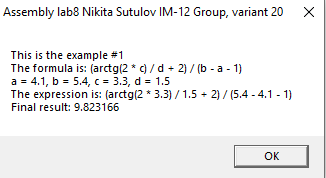 Assembly lab8 Nikita Sutulov IM-12 Group, variant 20
This is the example #1
The formula is: (arctg(2 * c) / d + 2) / (b - a - 1)
a = 4.1, b = 5.4, c = 3.3, d = 1.5
The expression is: (arctg(2 * 3.3) / 1.5 + 2) / (5.4 - 4.1 - 1)
Final result: 9.823166
OK